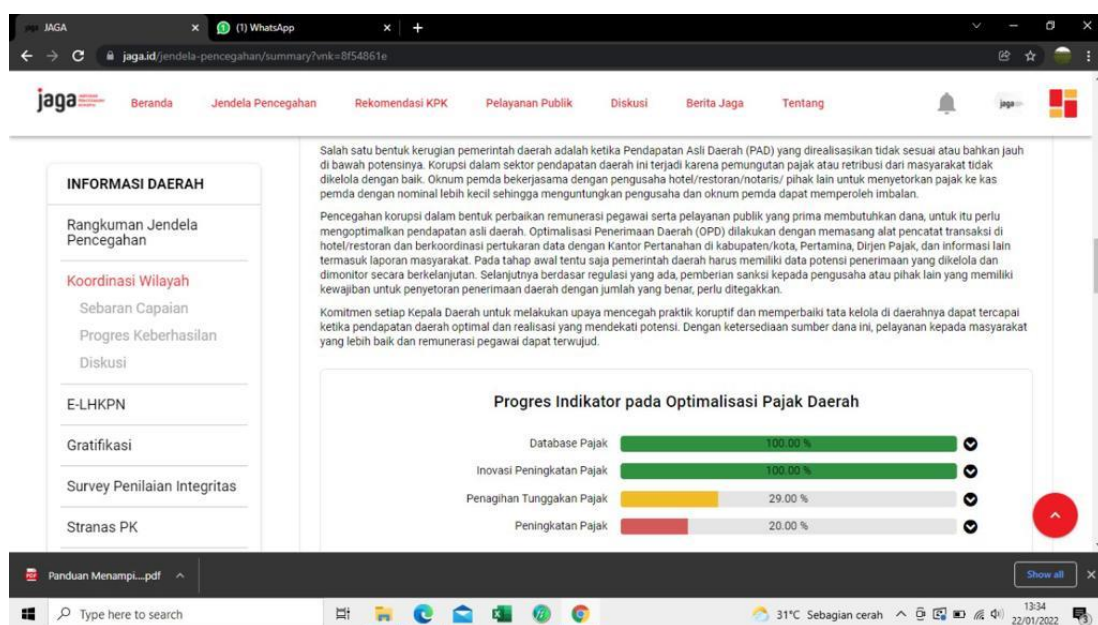 JAGA
(1) WhatsApp
jaga.id/jendela-pencegahan/summary?vnk=8f54861e
jaga
Beranda
Jendela Pencegahan
Rekomendasi KPK
Pelayanan Publik
Diskusi
Berita Jaga
Tentang
jaga
INFORMASI DAERAH
Rangkuman Jendela
Pencegahan
Koordinasi Wilayah
Sebaran Capaian
Progres Keberhasilan
Diskusi
E-LHKPN
Gratifikasi
Survey Penilaian Integritas
Stranas PK
Salah satu bentuk kerugian pemerintah daerah adalah ketika Pendapatan Asli Daerah (PAD) yang direalisasikan tidak sesuai atau bahkan jauh
di bawah potensinya. Korupsi dalam sektor pendapatan daerah ini terjadi karena pemungutan pajak atau retribusi dari masyarakat tidak
dikelola dengan baik. Oknum pemda bekerjasama dengan pengusaha hotel/restoran/notaris/ pihak lain untuk menyetorkan pajak ke kas
pemda dengan nominal lebih kecil sehingga menguntungkan pengusaha dan oknum pemda dapat memperoleh imbalan.
Pencegahan korupsi dalam bentuk perbaikan remunerasi pegawai serta pelayanan publik yang prima membutuhkan dana, untuk itu perlu
mengoptimalkan pendapatan asli daerah. Optimalisasi Penerimaan Daerah (OPD) dilakukan dengan memasang alat pencatat transaksi di
hotel/restoran dan berkoordinasi pertukaran data dengan Kantor Pertanahan di kabupaten/kota, Pertamina, Dirjen Pajak, dan informasi lain
termasuk laporan masyarakat. Pada tahap awal tentu saja pemerintah daerah harus memiliki data potensi penerimaan yang dikelola dan
dimonitor secara berkelanjutan. Selanjutnya berdasar regulasi yang ada, pemberian sanksi kepada pengusaha atau pihak lain yang memiliki
kewajiban untuk penyetoran penerimaan daerah dengan jumlah yang benar, perlu ditegakkan.
Komitmen setiap Kepala Daerah untuk melakukan upaya mencegah praktik koruptif dan memperbaiki tata kelola di daerahnya dapat tercapai
ketika pendapatan daerah optimal dan realisasi yang mendekati potensi. Dengan ketersediaan sumber dana ini, pelayanan kepada masyarakat
yang lebih baik dan remunerasi pegawai dapat terwujud.
Progres Indikator pada Optimalisasi Pajak Daerah
Database Pajak 100.00 %
Inovasi Peningkatan Pajak 100.00 %
Penagihan Tunggakan Pajak 29.00 %
Peningkatan Pajak 20.00 %
Panduan Menampi....pdf
Show all
Type here to search
31°C Sebagian cerah
13:34
22/01/2022